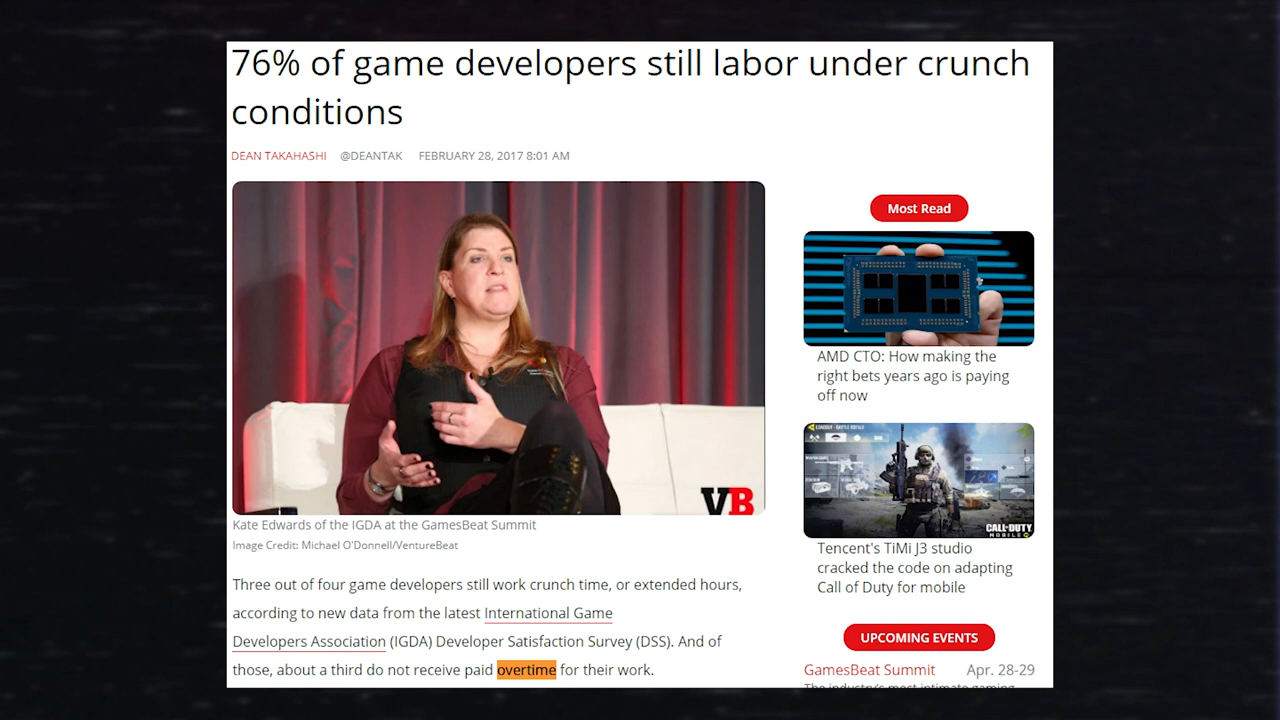 76% of game developers still labor under crunch
conditions
DEAN TAKAHASHI @DEANTAK FEBRUARY 28, 2017 8:01 AM
VB
Kate Edwards of the IGDA at the GamesBeat Summit
Image Credit: Michael O'Donnell/VentureBeat
Three out of four game developers still work crunch time, or extended hours,
according to new data from the latest International Game
Developers Association (IGDA) Developer Satisfaction Survey (DSS). And of
those, about a third do not receive paid overtime for their work.
Most Read
AMD CTO: How making the
right bets years ago is paying
off now
CALL·DUTY
MOBILE
Tencent's TiMi J3 studio
cracked the code on adapting
Call of Duty for mobile
UPCOMING EVENTS
GamesBeat Summit Apr. 28-29
The industry's most intimate gaming